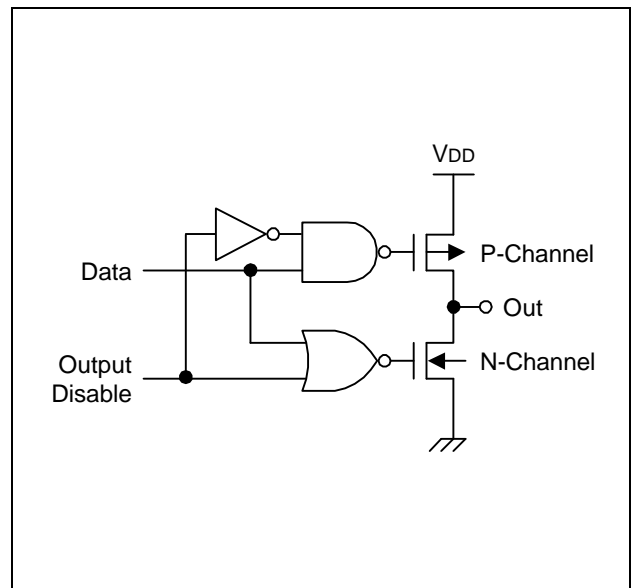 VDD
P-Channel
Data
Out
Output
Disable
N-Channel